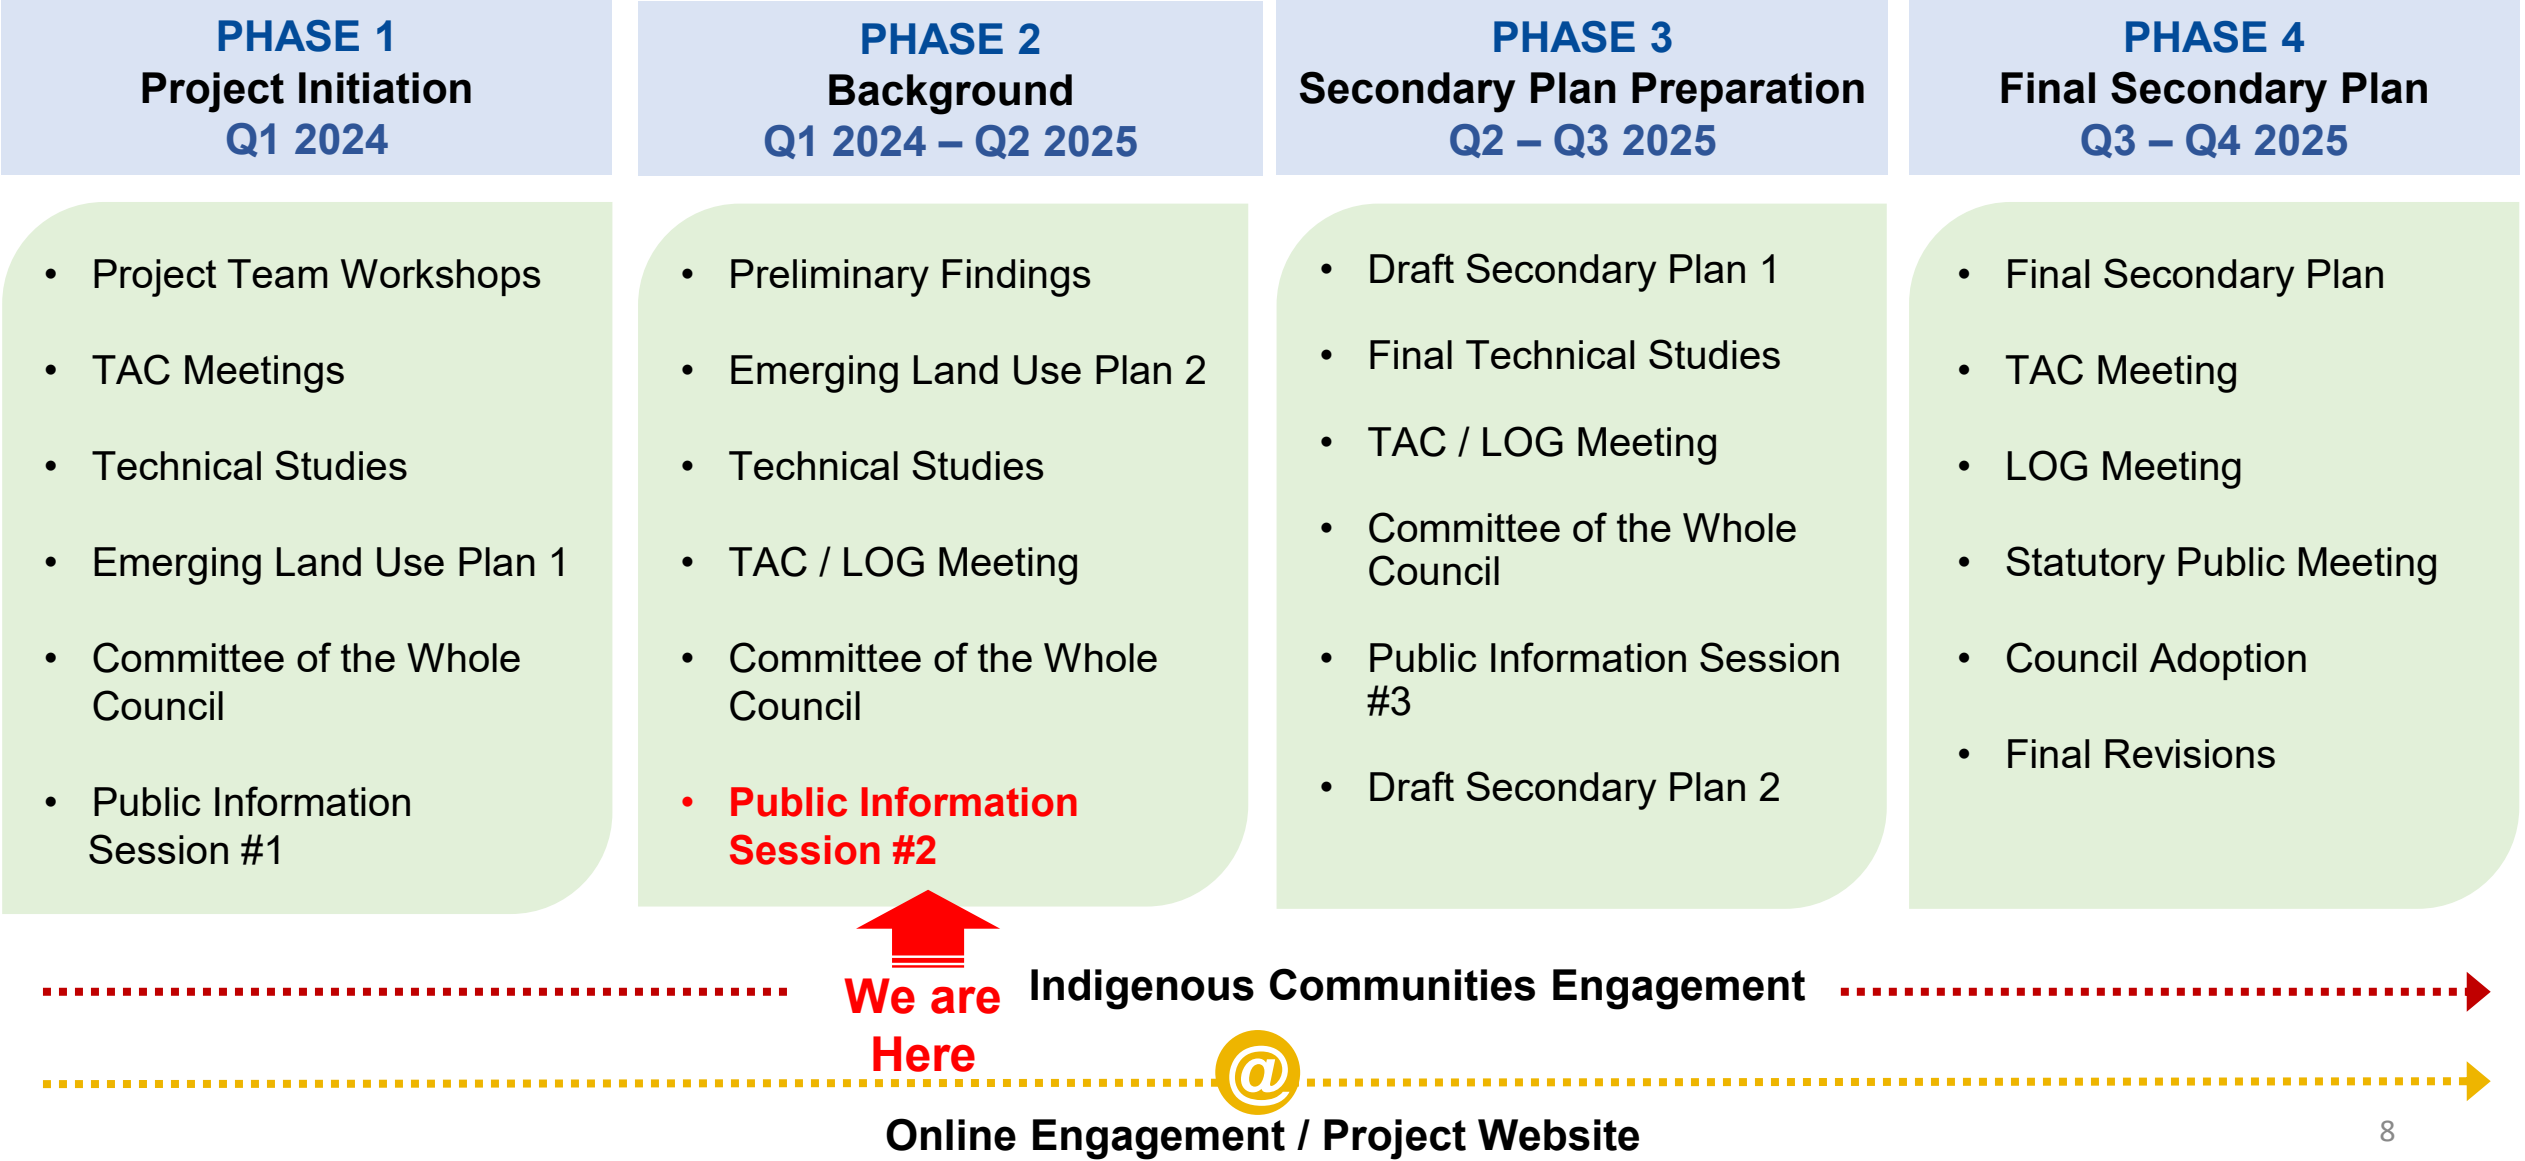 PHASE 1
Project Initiation
Q1 2024
• Project Team Workshops
• TAC Meetings
• Technical Studies
• Emerging Land Use Plan 1
• Committee of the Whole
Council
• Public Information
Session #1
PHASE 2
Background
Q1 2024 – Q2 2025
• Preliminary Findings
• Emerging Land Use Plan 2
• Technical Studies
• TAC / LOG Meeting
• Committee of the Whole
Council
• Public Information
Session #2
PHASE 3
Secondary Plan Preparation
Q2 – Q3 2025
• Draft Secondary Plan 1
• Final Technical Studies
• TAC / LOG Meeting
• Committee of the Whole
Council
• Public Information Session
#3
• Draft Secondary Plan 2
PHASE 4
Final Secondary Plan
Q3 – Q4 2025
• Final Secondary Plan
• TAC Meeting
• LOG Meeting
• Statutory Public Meeting
• Council Adoption
• Final Revisions
We are
Here
Indigenous Communities Engagement
@
Online Engagement / Project Website
8